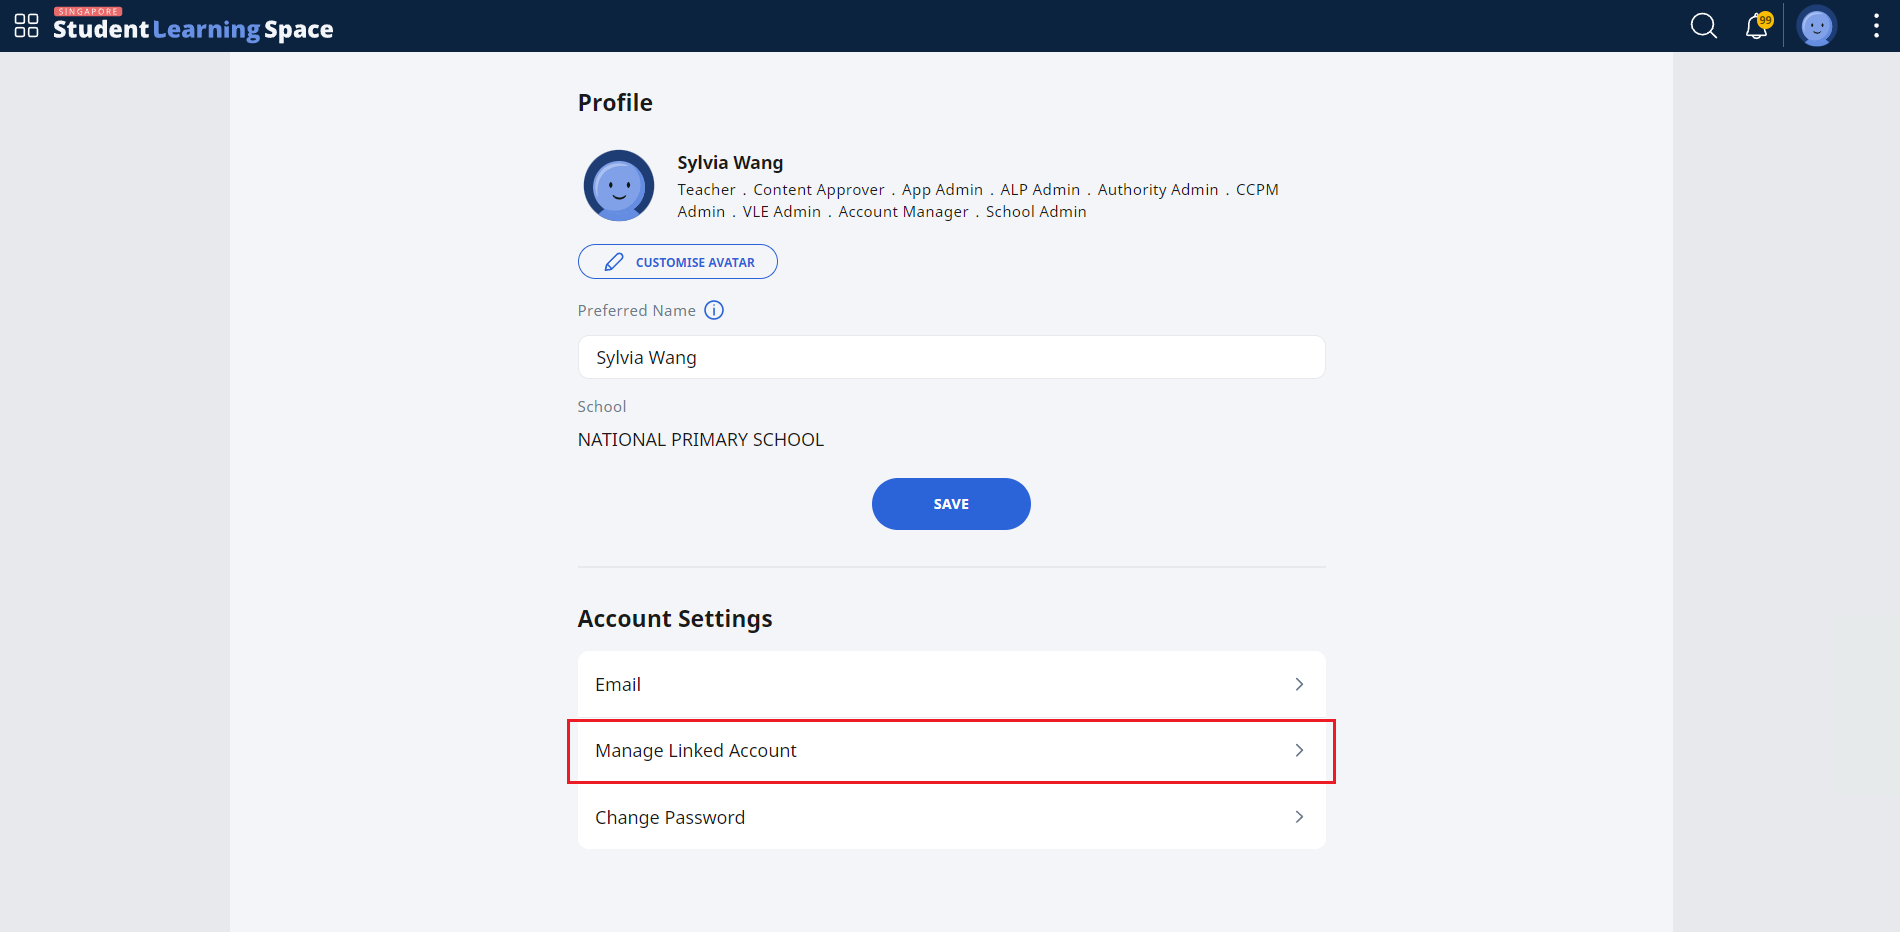 SINGAPORE
Student Learning Space
99
Profile
Sylvia Wang
Teacher . Content Approver . App Admin . ALP Admin . Authority Admin . CCPM
Admin . VLE Admin . Account Manager . School Admin
CUSTOMISE AVATAR
Preferred Name
Sylvia Wang
School
NATIONAL PRIMARY SCHOOL
SAVE
Account Settings
Email
Manage Linked Account
Change Password